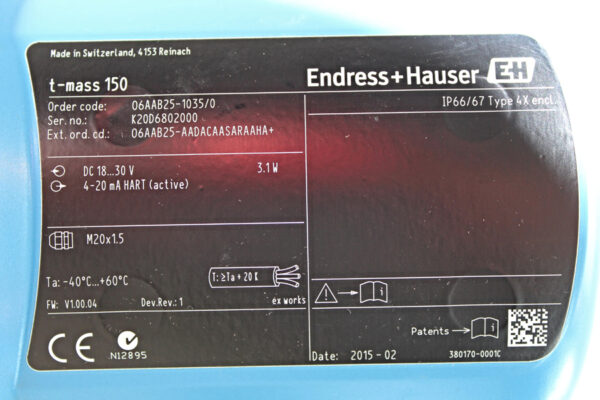 Made in Switzerland, 4153 Reinach
t-mass 150
Endress+Hauser EH
Order code: 06AAB25-1035/0
Ser. no.: K20D6802000
Ext. ord. cd.: 06AAB25-AADACAASARAAHA+
IP66/67 Type 4X encl.
DC 18...30 V 3.1 W
4-20 mA HART (active)
M20x1.5
Ta: -40°C...+60°C
T: ≥Ta + 20 K
FW: V1.00.04 Dev.Rev.: 1 ex works
i
Patents i
CE N12895
Date: 2015 - 02 380170-0001C